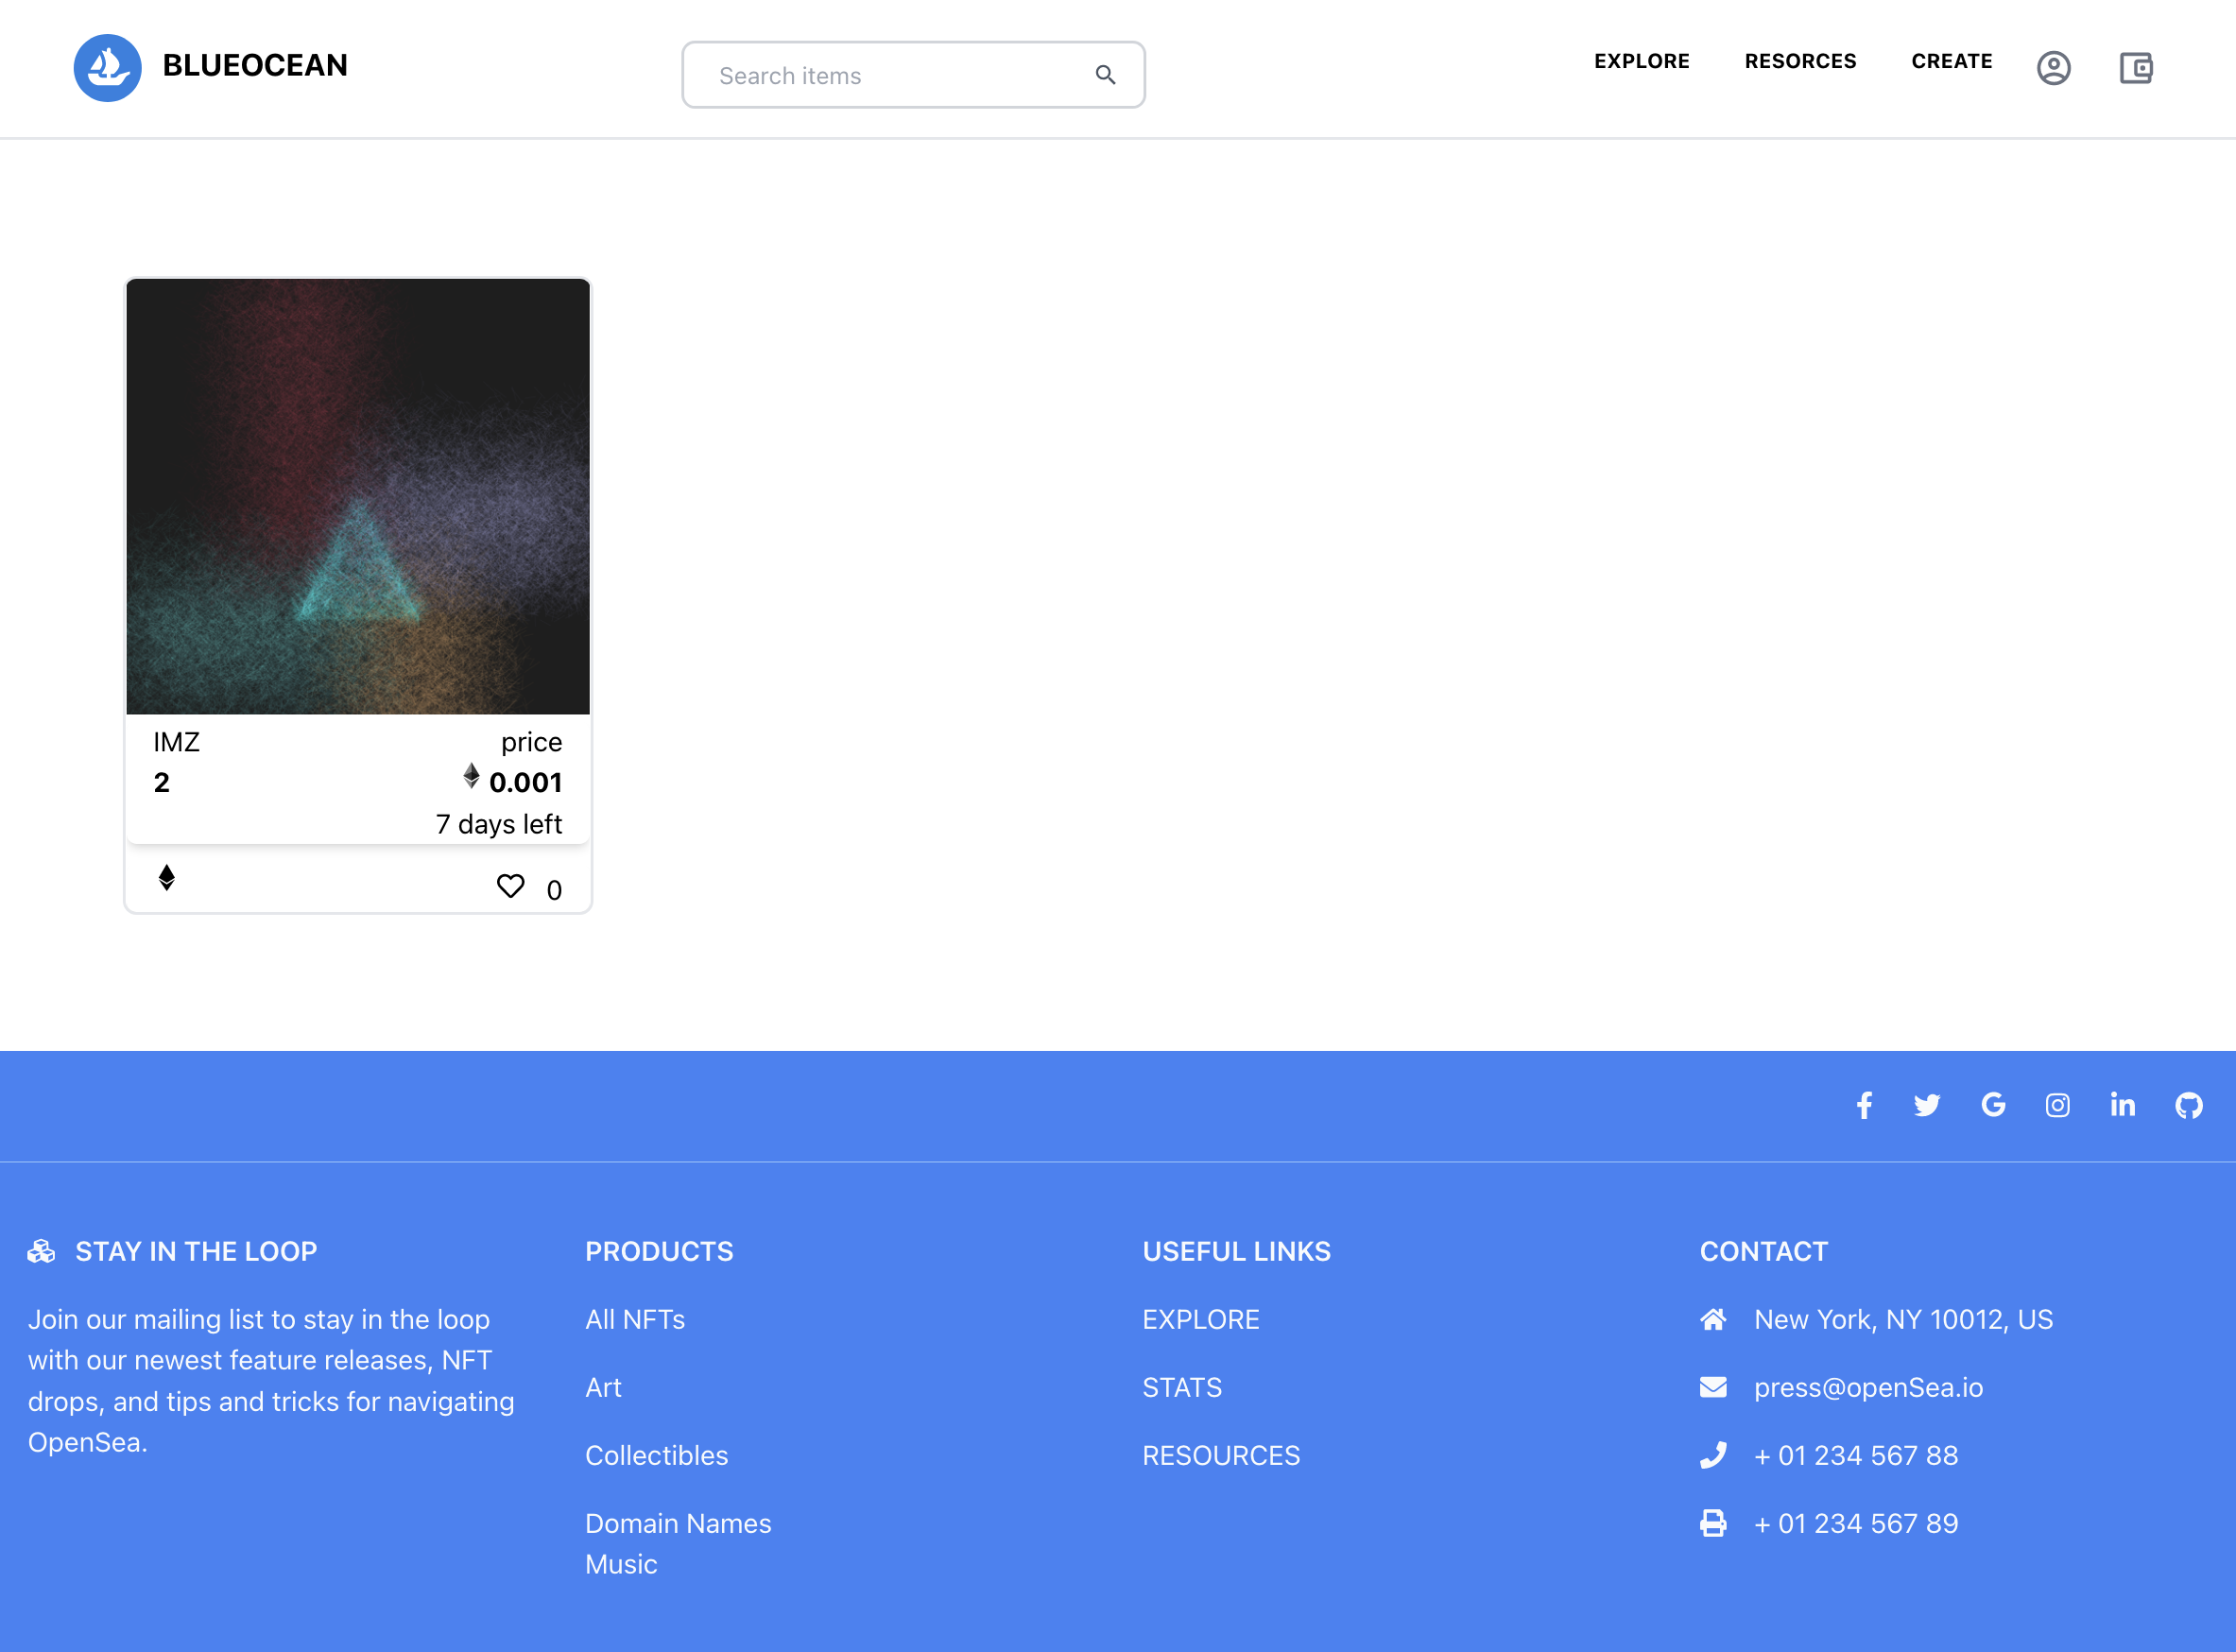 BLUEOCEAN
Search items
EXPLORE
RESORCES
CREATE
IMZ
price
2
0.001
7 days left
0
STAY IN THE LOOP
Join our mailing list to stay in the loop
with our newest feature releases, NFT
drops, and tips and tricks for navigating
OpenSea.
PRODUCTS
All NFTs
Art
Collectibles
Domain Names
Music
USEFUL LINKS
EXPLORE
STATS
RESOURCES
CONTACT
New York, NY 10012, US
press@openSea.io
+ 01 234 567 88
+ 01 234 567 89